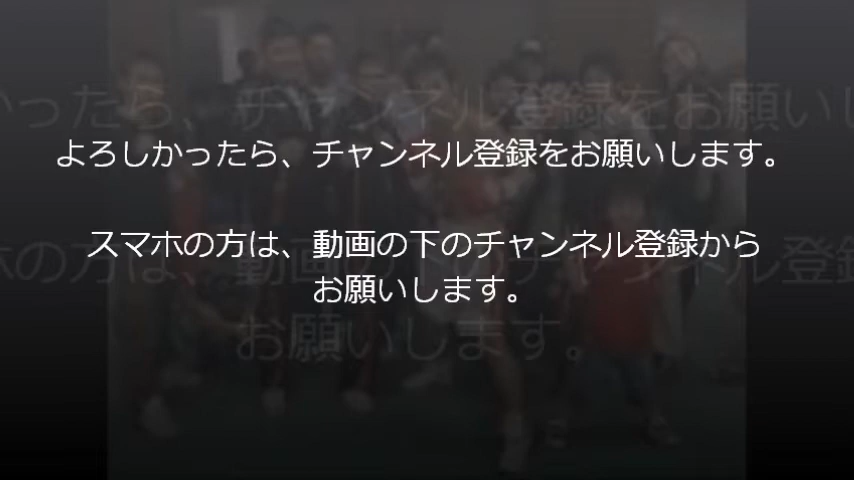 よろしかったら、チャンネル登録をお願いします。
スマホの方は、動画の下のチャンネル登録から
お願いします。